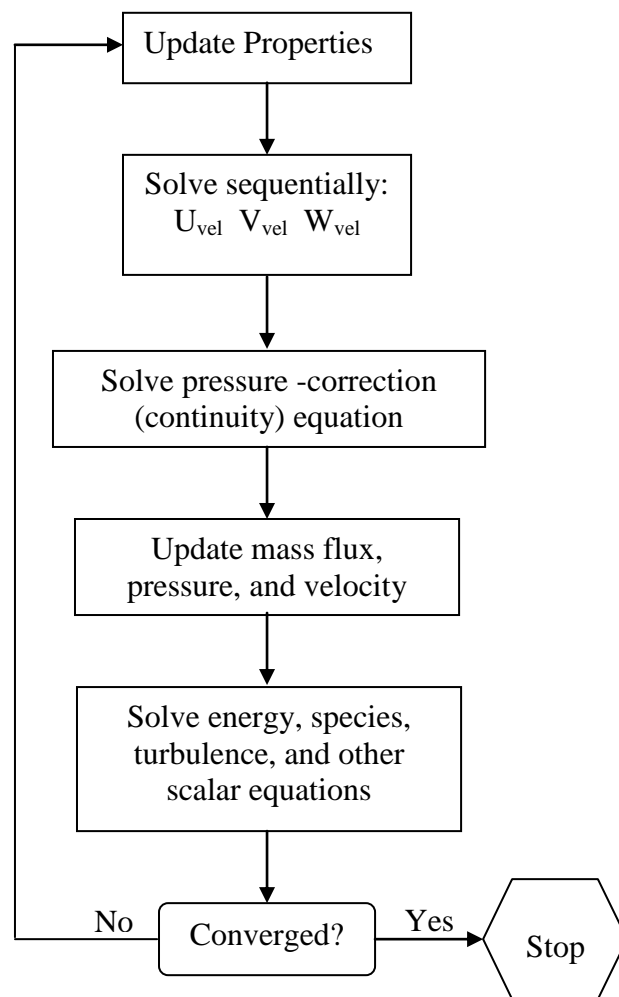 Update Properties
Solve sequentially:
Uvel Vvel Wvel
Solve pressure -correction
(continuity) equation
Update mass flux,
pressure, and velocity
Solve energy, species,
turbulence, and other
scalar equations
No
Converged?
Yes
Stop